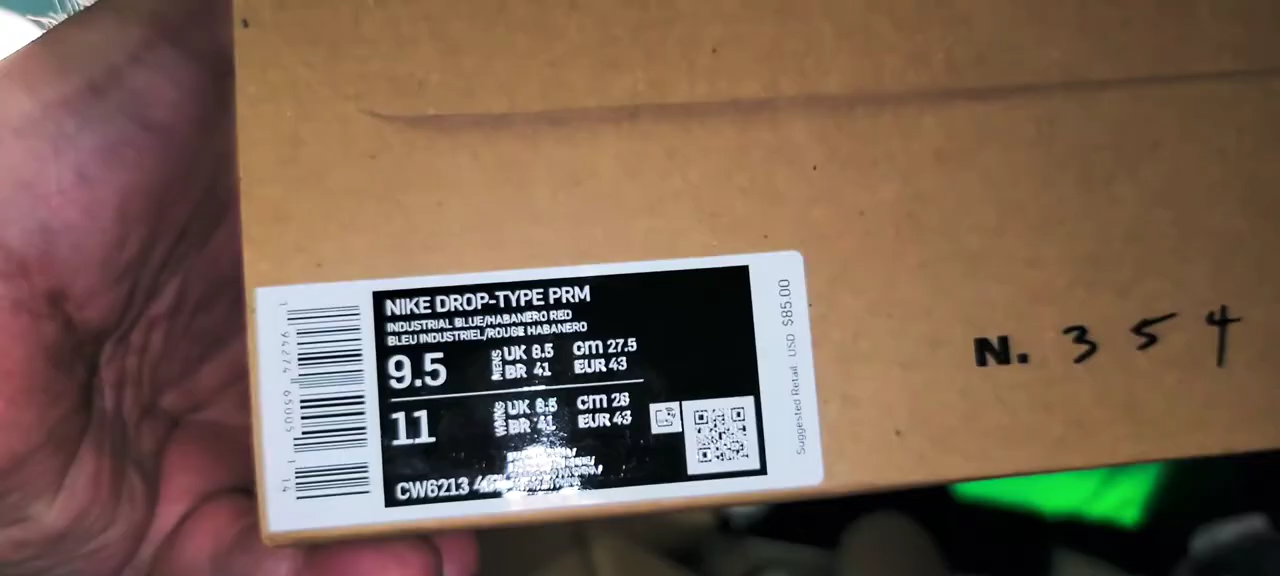 NIKE DROP-TYPE PRM
INDUSTRIAL BLUE/HABANERO RED
BLEU INDUSTRIEL/ROUGE HABANERO
9.5
MENS
UK 8.5
cm 27.5
BR 41
EUR 43
11
WMNS
UK 8.5
cm 28
BR 41
EUR 43
CW6213
Suggested Retail USD $85.00
N. 354